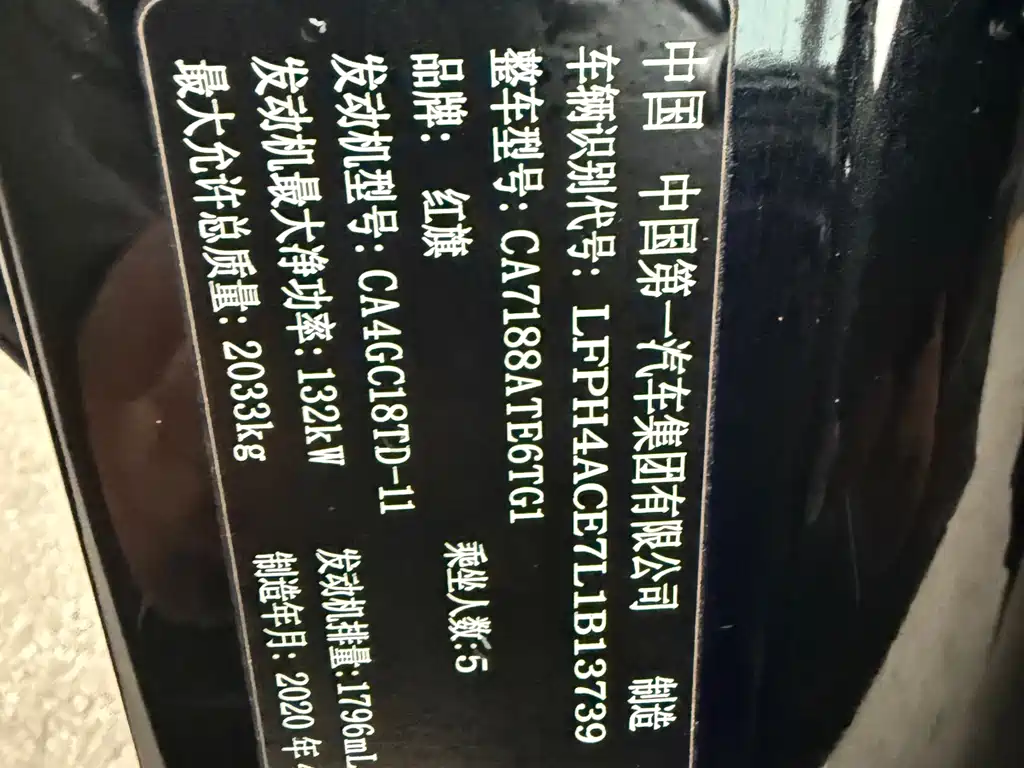 中国 中国第一汽车集团有限公司 制造
车辆识别代号: LFPH4ACE7L1B13739
整车型号: CA7188ATE6TG1
品牌: 红旗 乘坐人数:5
发动机型号: CA4GC18TD-11
发动机最大净功率:132kW 发动机排量:1796mL
最大允许总质量: 2033kg 制造年月: 2020 年